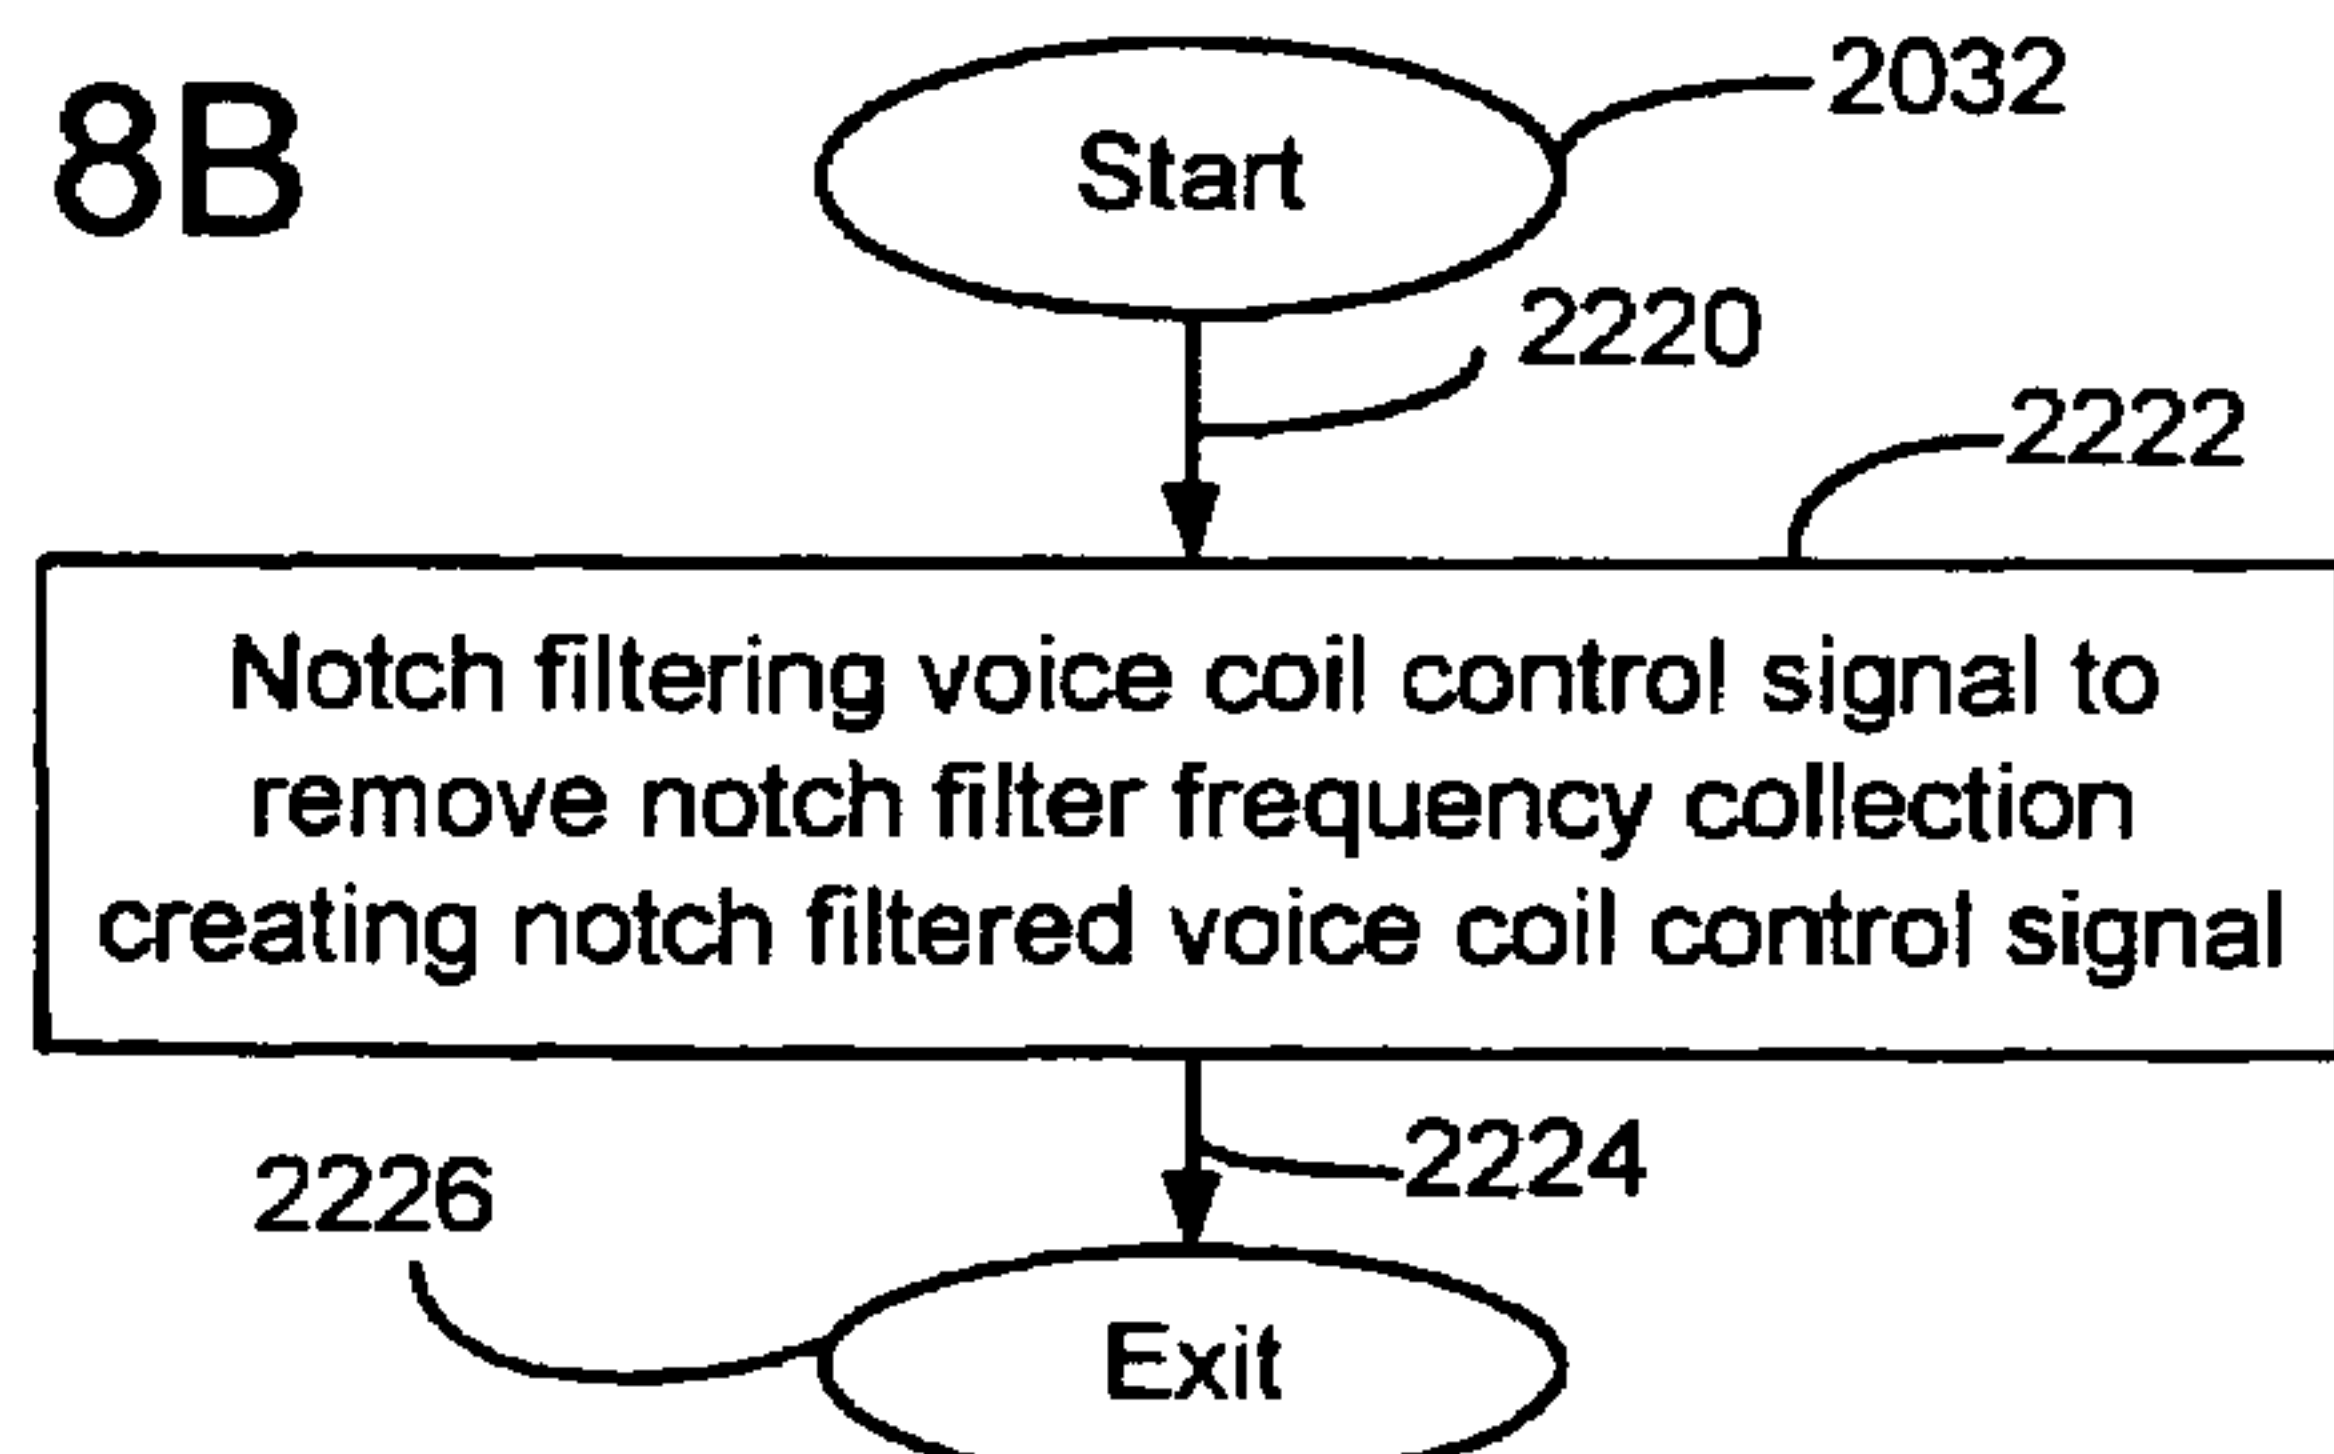 8B
Start
2032
2220
2222
Notch filtering voice coil control signal to
remove notch filter frequency collection
creating notch filtered voice coil control signal
2224
2226
Exit